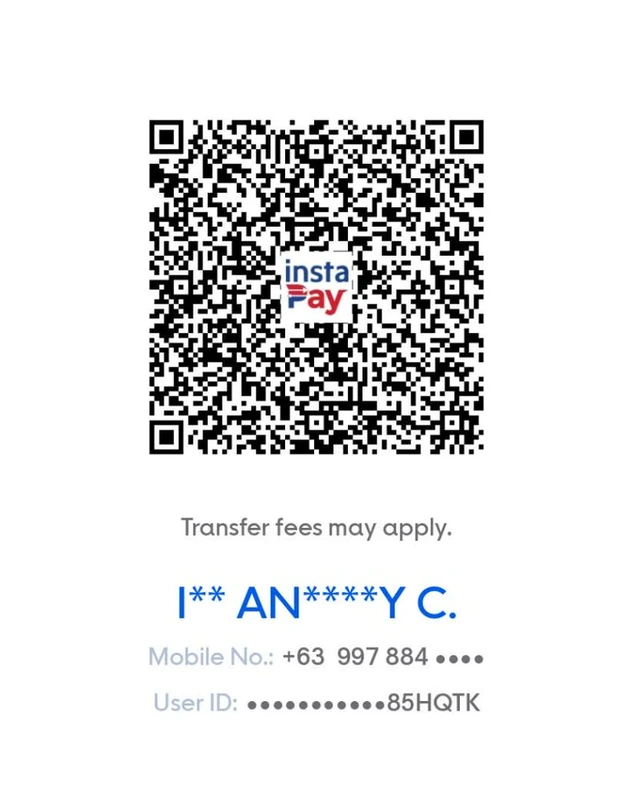 insta
Pay
Transfer fees may apply.
I** AN****Y C.
Mobile No.: +63 997 884 ••••
User ID: •••••••••••85HQTK